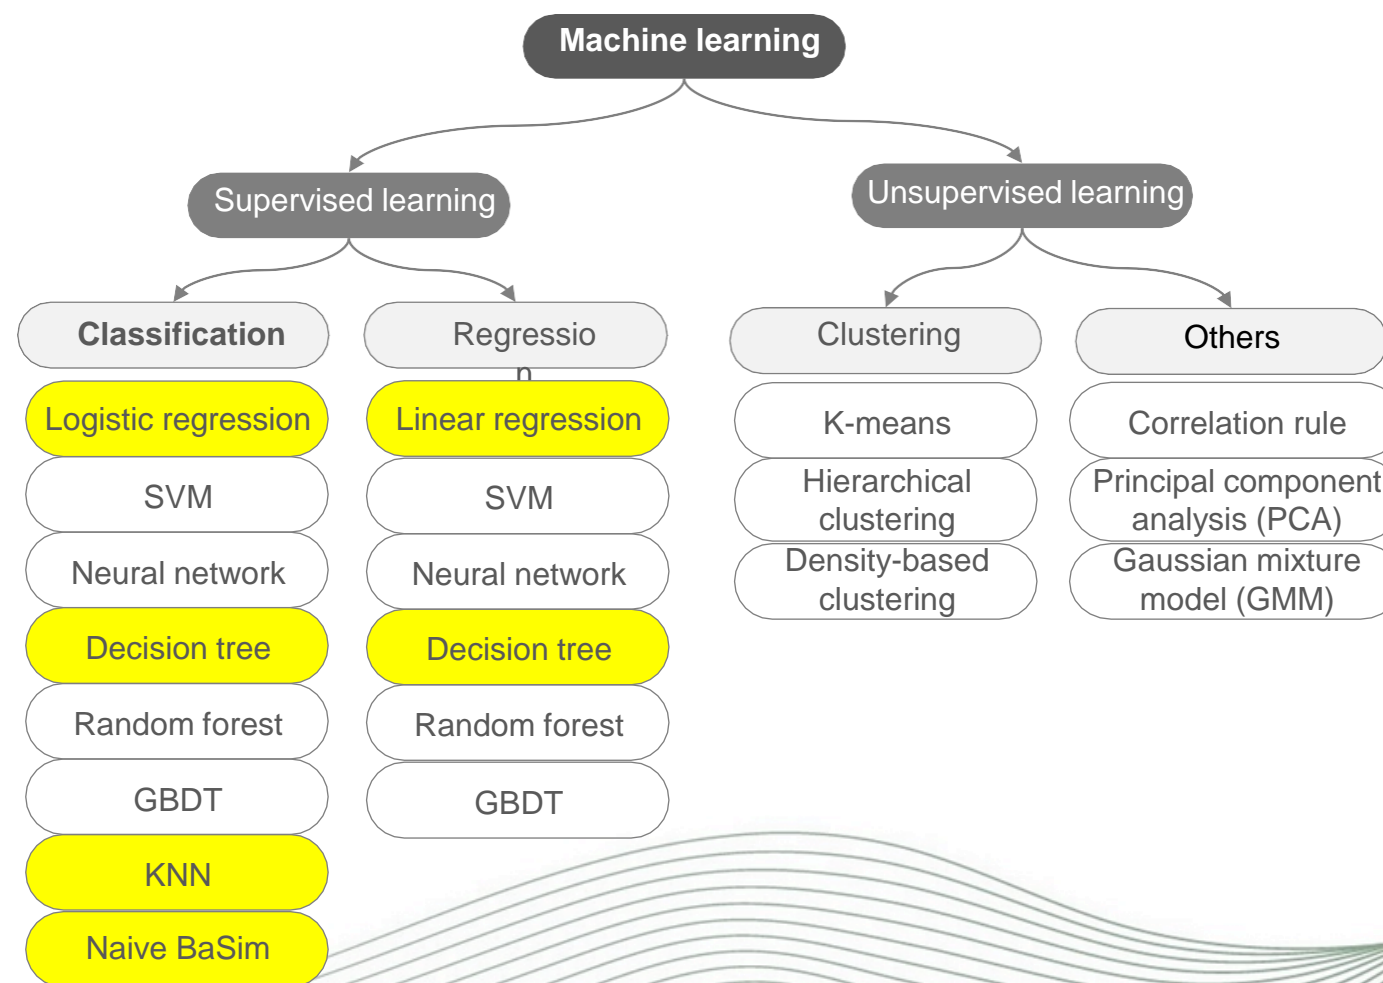 Machine learning
Supervised learning
Unsupervised learning
Classification
Regressio
n
Clustering
Others
Logistic regression
SVM
Neural network
Decision tree
Random forest
GBDT
KNN
Naive BaSim
Linear regression
SVM
Neural network
Decision tree
Random forest
GBDT
K-means
Hierarchical
clustering
Density-based
clustering
Correlation rule
Principal component
analysis (PCA)
Gaussian mixture
model (GMM)